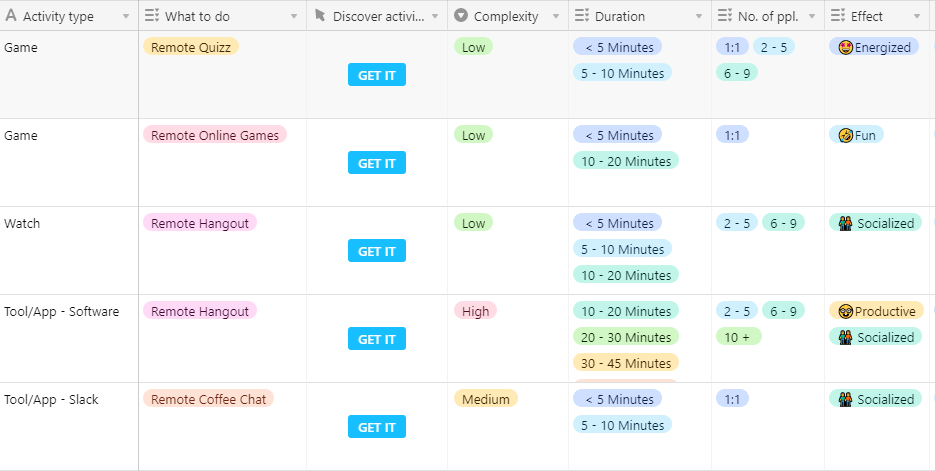 Activity type What to do Discover activi... Complexity Duration No. of ppl. Effect
Game Remote Quizz Low < 5 Minutes 1:1 2 - 5 Energized
GET IT 5 - 10 Minutes 6 - 9
Game Remote Online Games Low < 5 Minutes 1:1 Fun
GET IT 10 - 20 Minutes
Watch Remote Hangout Low < 5 Minutes 2 - 5 6 - 9 Socialized
GET IT 5 - 10 Minutes
10 - 20 Minutes
Tool/App - Software Remote Hangout High 10 - 20 Minutes 2 - 5 6 - 9 Productive
GET IT 20 - 30 Minutes 10 + Socialized
30 - 45 Minutes
Tool/App - Slack Remote Coffee Chat Medium < 5 Minutes 1:1 Socialized
GET IT 5 - 10 Minutes